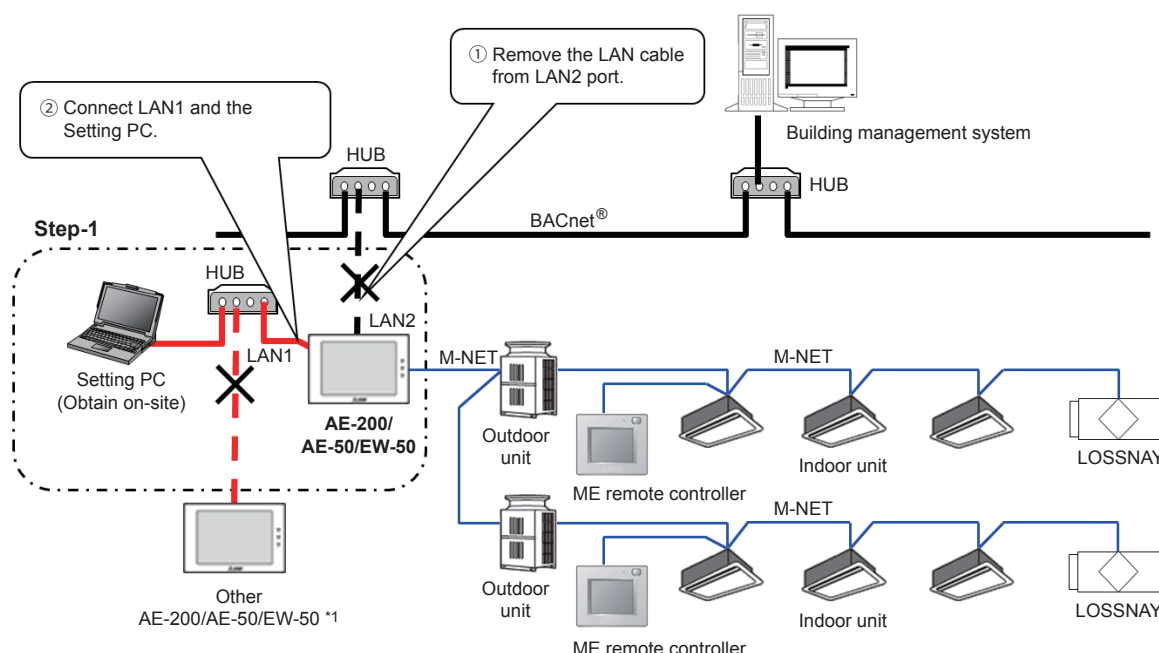 ① Remove the LAN cable
from LAN2 port.
② Connect LAN1 and the
Setting PC.
Building management system
HUB
HUB
BACnet®
Step-1
HUB
LAN2
LAN1
Setting PC
(Obtain on-site)
AE-200/
AE-50/EW-50
M-NET
M-NET
Outdoor
unit
ME remote controller
Indoor unit
LOSSNAY
M-NET
Outdoor
unit
ME remote controller
Indoor unit
LOSSNAY
Other
AE-200/AE-50/EW-50 *1